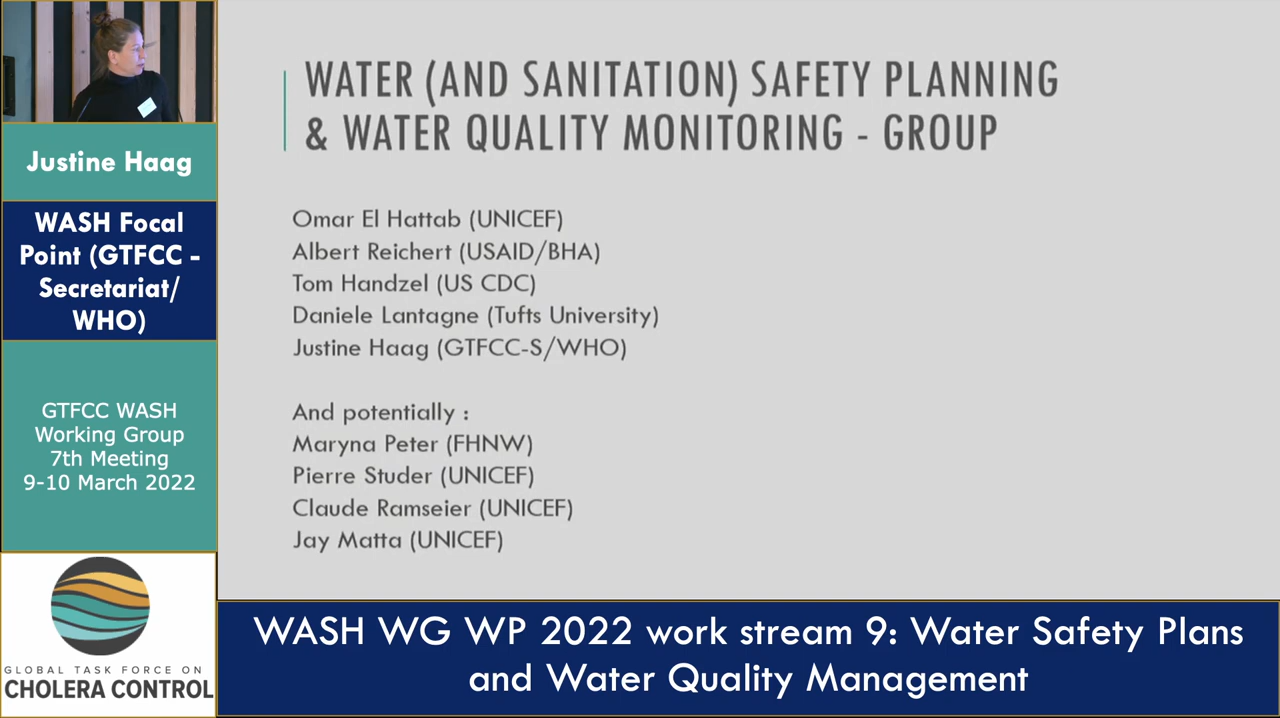 Justine Haag
WASH Focal
Point (GTFCC -
Secretariat/
WHO)
GTFCC WASH
Working Group
7th Meeting
9-10 March 2022
GLOBAL TASK FORCE ON
CHOLERA CONTROL
WATER (AND SANITATION) SAFETY PLANNING
& WATER QUALITY MONITORING - GROUP
Omar El Hattab (UNICEF)
Albert Reichert (USAID/BHA)
Tom Handzel (US CDC)
Daniele Lantagne (Tufts University)
Justine Haag (GTFCC-S/WHO)
And potentially :
Maryna Peter (FHNW)
Pierre Studer (UNICEF)
Claude Ramseier (UNICEF)
Jay Matta (UNICEF)
WASH WG WP 2022 work stream 9: Water Safety Plans
and Water Quality Management